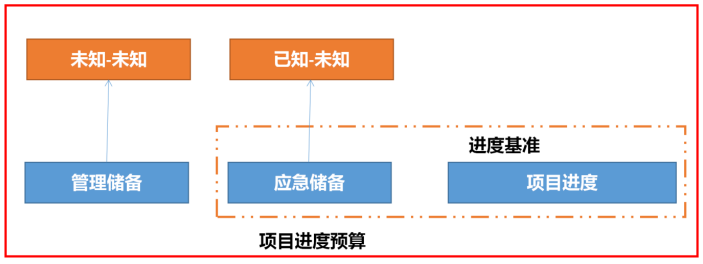 未知-未知
已知-未知
进度基准
管理储备
应急储备
项目进度
项目进度预算